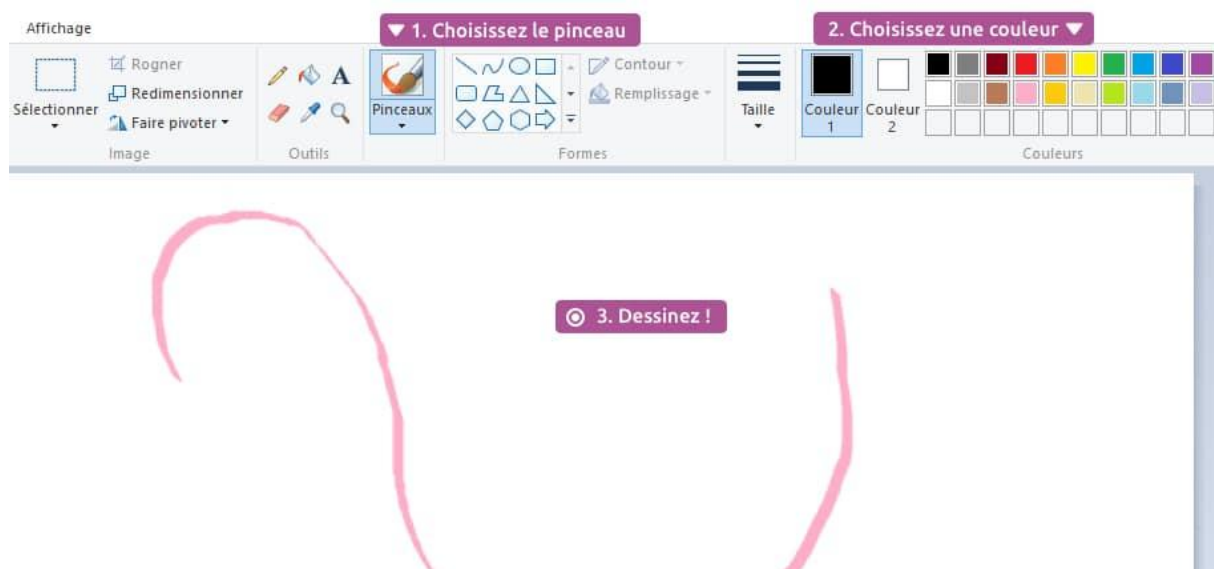 Affichage
1. Choisissez le pinceau
2. Choisissez une couleur
Sélectionner
Rogner
Redimensionner
Faire pivoter
Image
A
Outils
Pinceaux
Contour
Remplissage
Formes
Taille
Couleur
1
Couleur
2
Couleurs
3. Dessinez !